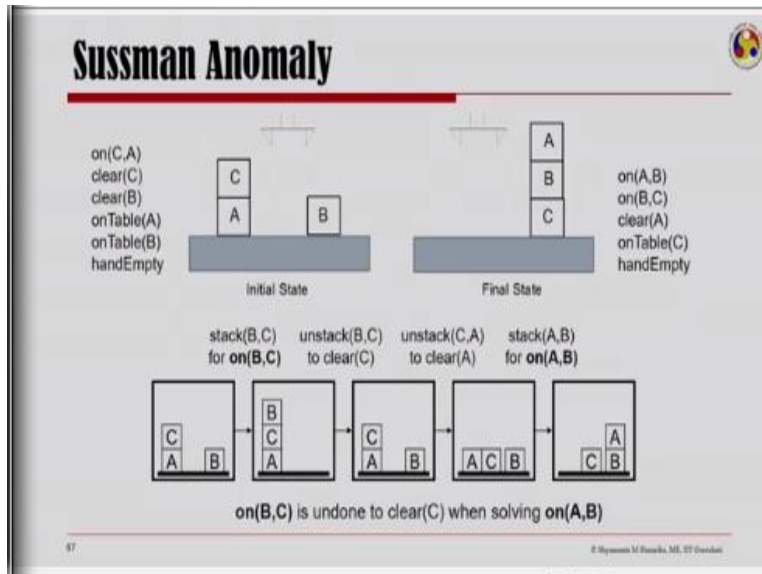 Sussman Anomaly
on(C,A)
clear(C)
clear(B)
onTable(A)
onTable(B)
handEmpty
C
A
B
Initial State
A
B
C
Final State
on(A,B)
on(B,C)
clear(A)
onTable(C)
handEmpty
stack(B,C)
for on(B,C)
unstack(B,C)
to clear(C)
unstack(C,A)
to clear(A)
stack(A,B)
for on(A,B)
C
A B
B
C
A
C
A B
A C B
A
C B
on(B,C) is undone to clear(C) when solving on(A,B)
67